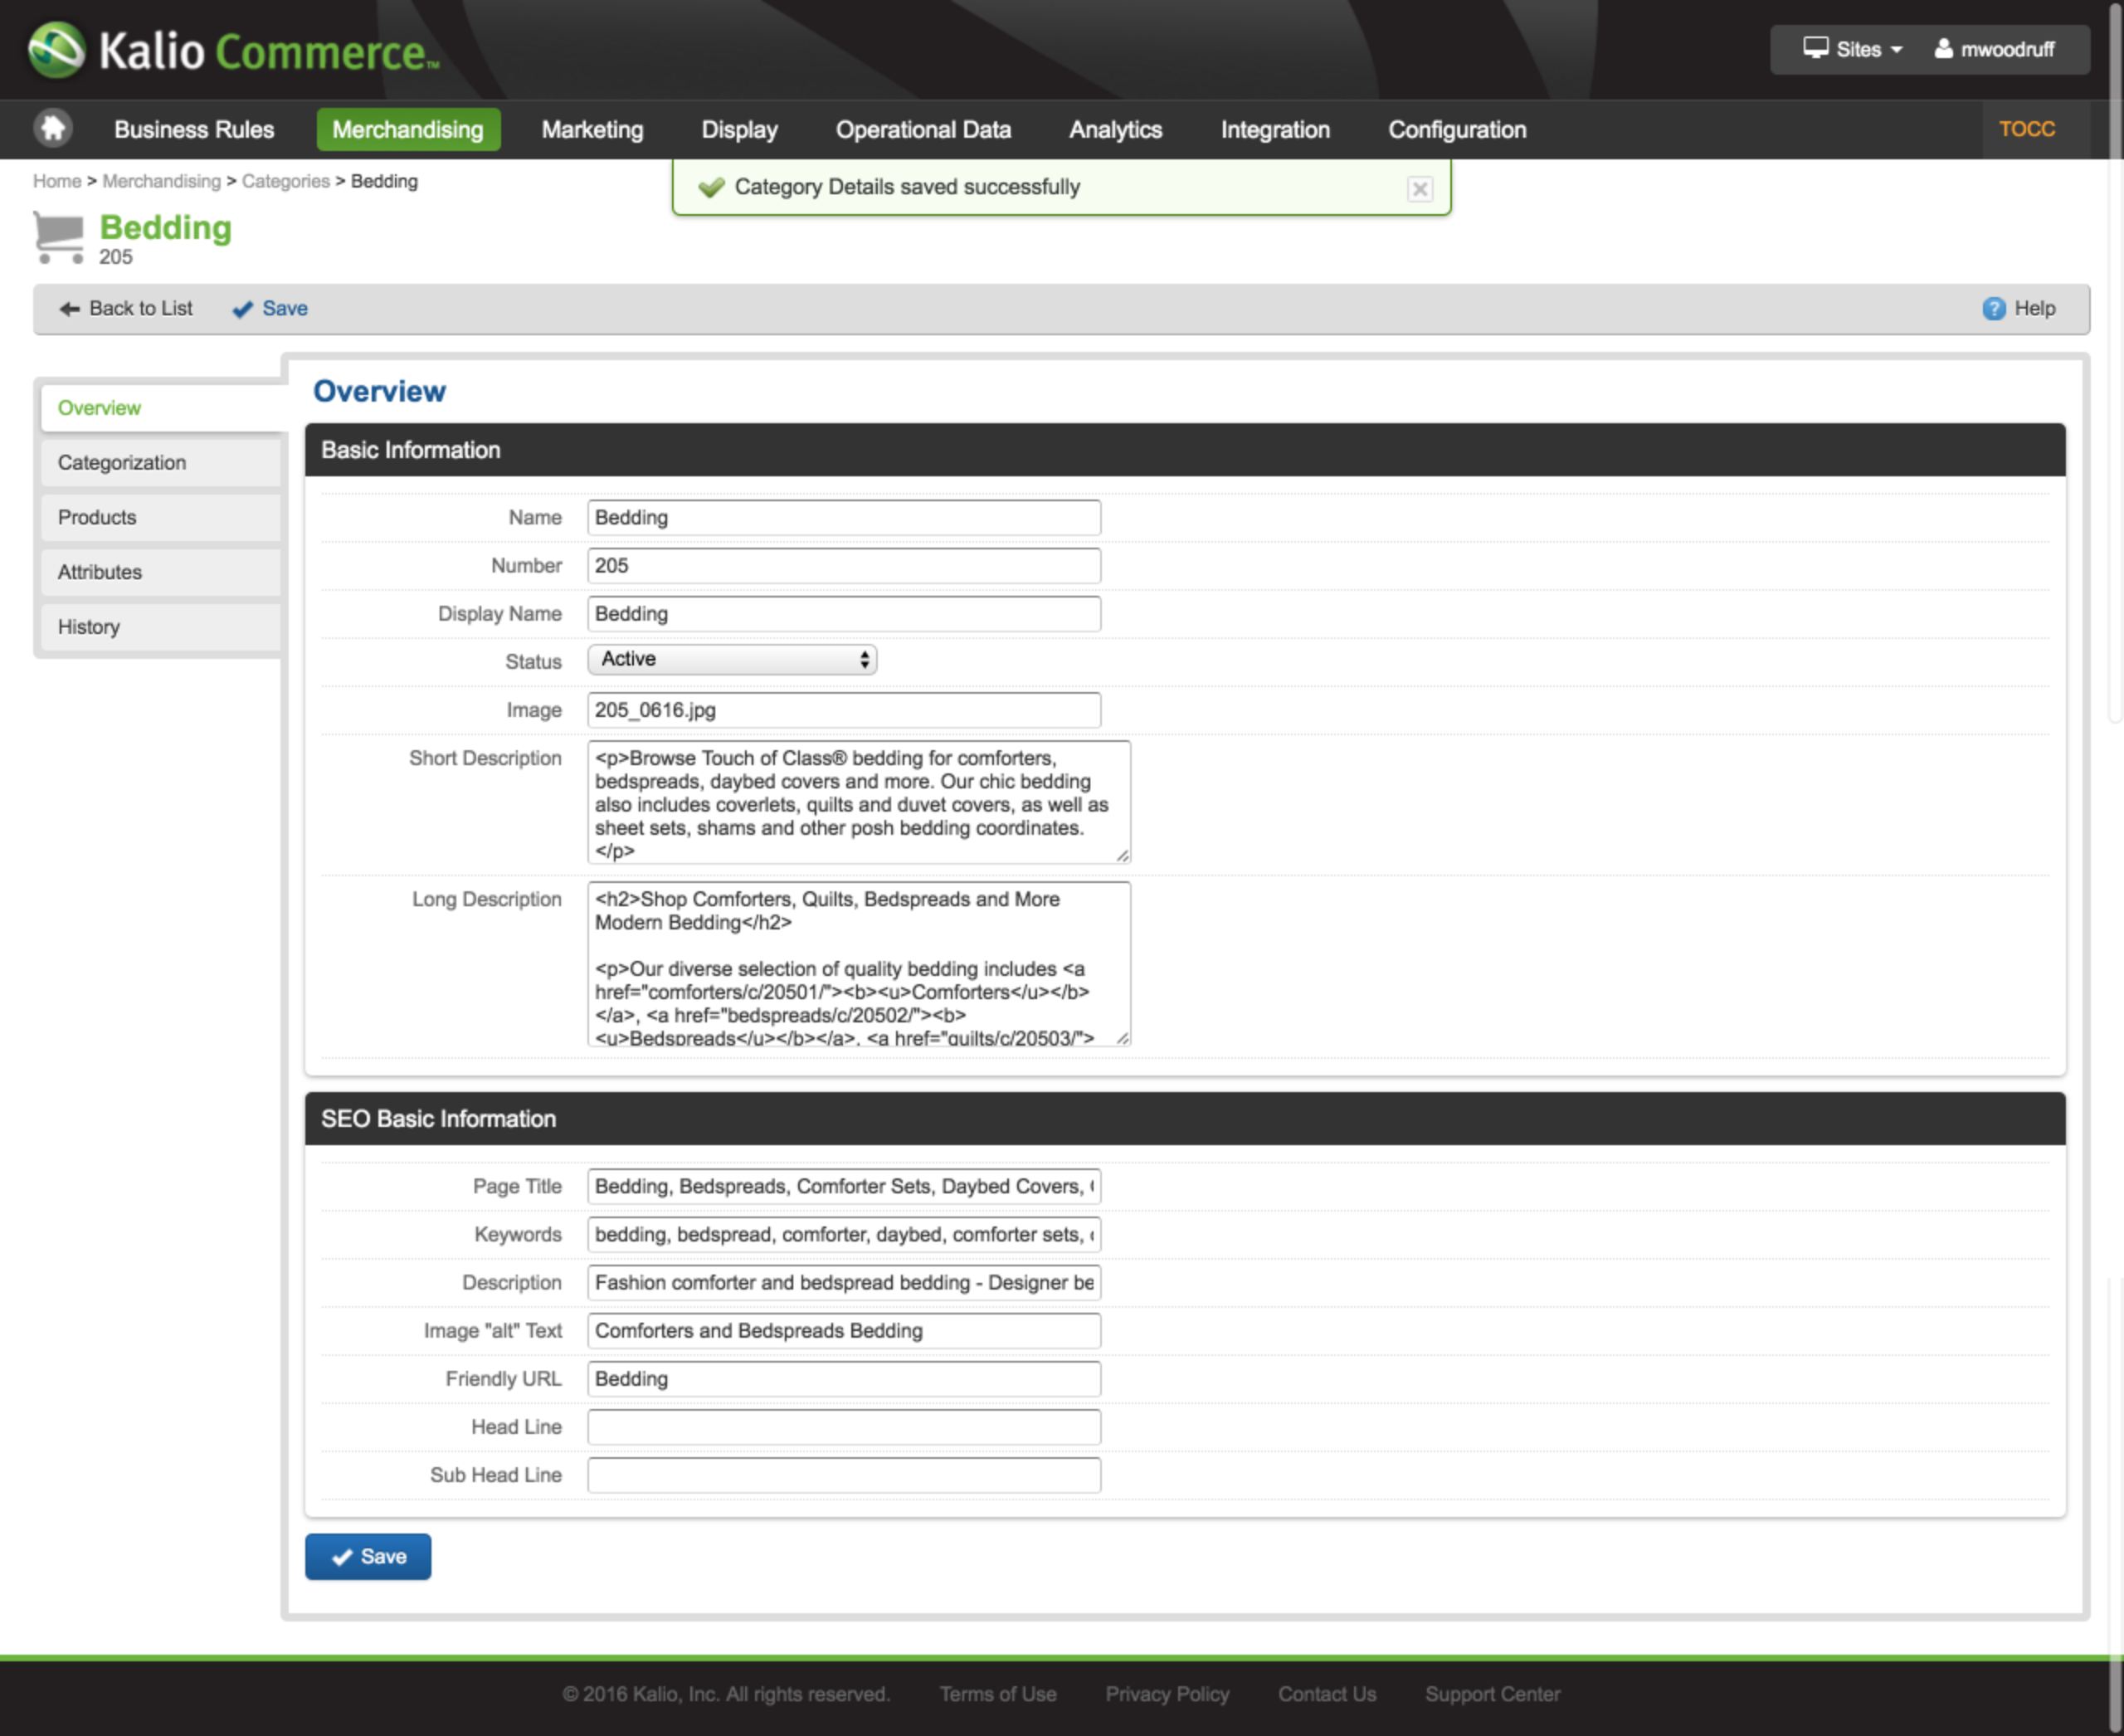 Kalio Commerce™
Sites
mwoodruff
Business Rules
Merchandising
Marketing
Display
Operational Data
Analytics
Integration
Configuration
TOCC
Home > Merchandising > Categories > Bedding
Category Details saved successfully
Bedding
205
Back to List
Save
Help
Overview
Categorization
Products
Attributes
History
Overview
Basic Information
Name
Bedding
Number
205
Display Name
Bedding
Status
Active
Image
205_0616.jpg
Short Description
<p>Browse Touch of Class® bedding for comforters,
bedspreads, daybed covers and more. Our chic bedding
also includes coverlets, quilts and duvet covers, as well as
sheet sets, shams and other posh bedding coordinates.
</p>
Long Description
<h2>Shop Comforters, Quilts, Bedspreads and More
Modern Bedding</h2>
<p>Our diverse selection of quality bedding includes <a
href="comforters/c/20501/"><b><u>Comforters</u></b>
</a>, <a href="bedspreads/c/20502/"><b>
<u>Bedspreads</u></b></a>, <a href="quilts/c/20503/">
SEO Basic Information
Page Title
Bedding, Bedspreads, Comforter Sets, Daybed Covers,
Keywords
bedding, bedspread, comforter, daybed, comforter sets,
Description
Fashion comforter and bedspread bedding - Designer be
Image "alt" Text
Comforters and Bedspreads Bedding
Friendly URL
Bedding
Head Line
Sub Head Line
Save
© 2016 Kalio, Inc. All rights reserved.
Terms of Use
Privacy Policy
Contact Us
Support Center